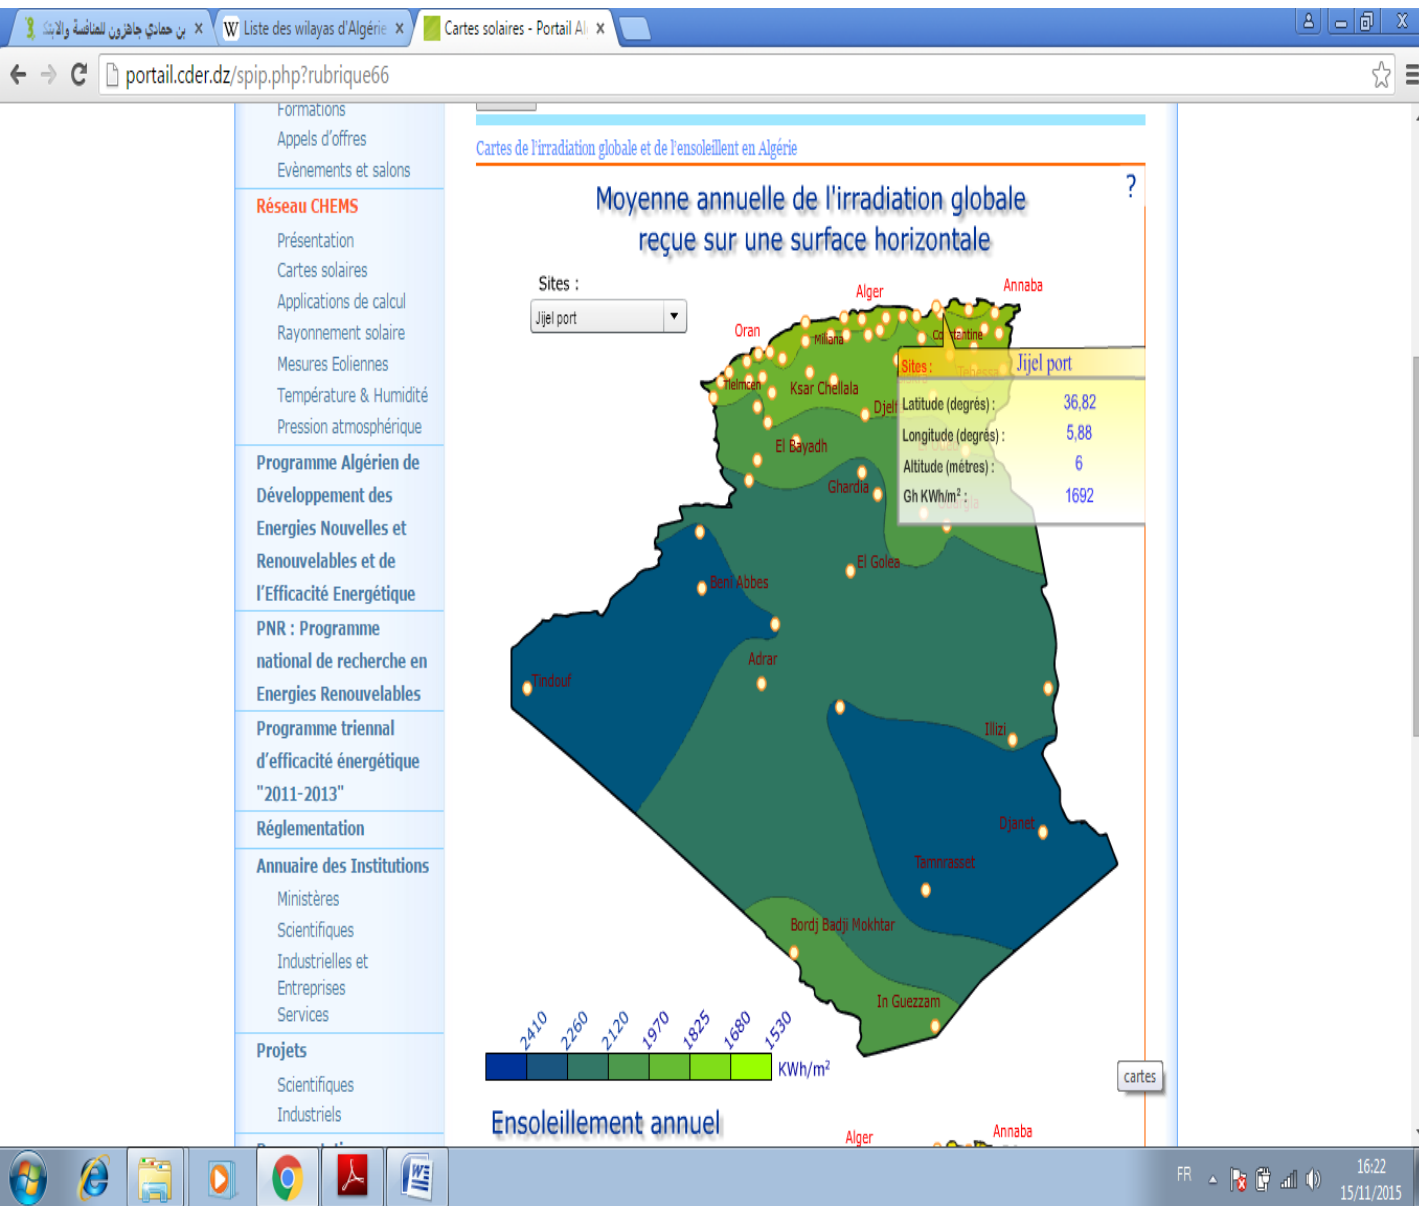 بن حمادي جاهزون للمنافسة والابتك
Liste des wilayas d'Algérie
Cartes solaires - Portail Al
portail.cder.dz/spip.php?rubrique66
Formations
Appels d'offres
Evènements et salons
Réseau CHEMS
Présentation
Cartes solaires
Applications de calcul
Rayonnement solaire
Mesures Eoliennes
Température & Humidité
Pression atmosphérique
Programme Algérien de
Développement des
Energies Nouvelles et
Renouvelables et de
l'Efficacité Energétique
PNR : Programme
national de recherche en
Energies Renouvelables
Programme triennal
d'efficacité énergétique
"2011-2013"
Réglementation
Annuaire des Institutions
Ministères
Scientifiques
Industrielles et
Entreprises
Services
Projets
Scientifiques
Industriels
Cartes de l'irradiation globale et de l'ensoleillent en Algérie
Moyenne annuelle de l'irradiation globale
reçue sur une surface horizontale
?
Sites :
Jijel port
Alger
Annaba
Oran
Miliana
Constantine
Tlemcen
Ksar Chellala
Tebessa
Djelf
El Bayadh
Ghardia
Ouargla
El Golea
Beni Abbes
Adrar
Tindouf
Illizi
Djanet
Tamnrasset
Bordj Badji Mokhtar
In Guezzam
Sites : Jijel port
Latitude (degrés) : 36,82
Longitude (degrés) : 5,88
Altitude (métres) : 6
Gh KWh/m² : 1692
2410 2260 2120 1970 1825 1680 1530
KWh/m²
cartes
Ensoleillement annuel
Alger
Annaba
FR
16:22
15/11/2015